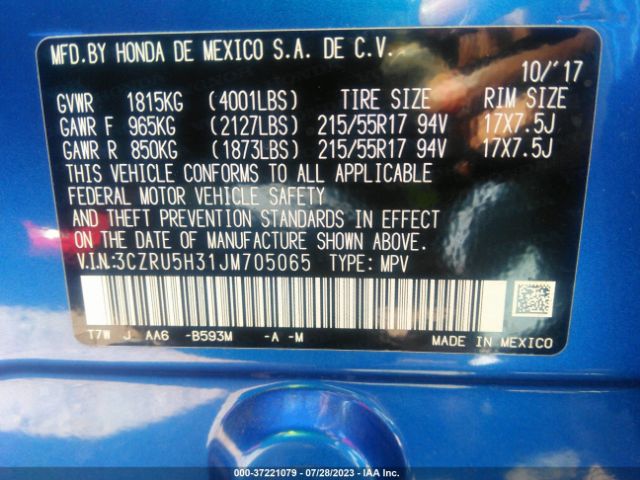 MFD.BY HONDA DE MEXICO S.A. DE C.V.
10/'17
GVWR 1815KG (4001LBS) TIRE SIZE RIM SIZE
GAWR F 965KG (2127LBS) 215/55R17 94V 17X7.5J
GAWR R 850KG (1873LBS) 215/55R17 94V 17X7.5J
THIS VEHICLE CONFORMS TO ALL APPLICABLE
FEDERAL MOTOR VEHICLE SAFETY
AND THEFT PREVENTION STANDARDS IN EFFECT
ON THE DATE OF MANUFACTURE SHOWN ABOVE.
V.I.N:3CZRU5H31JM705065 TYPE: MPV
T7W J AA6 -B593M -A -M
MADE IN MEXICO
000-37221079 | 07/28/2023 | IAA Inc.